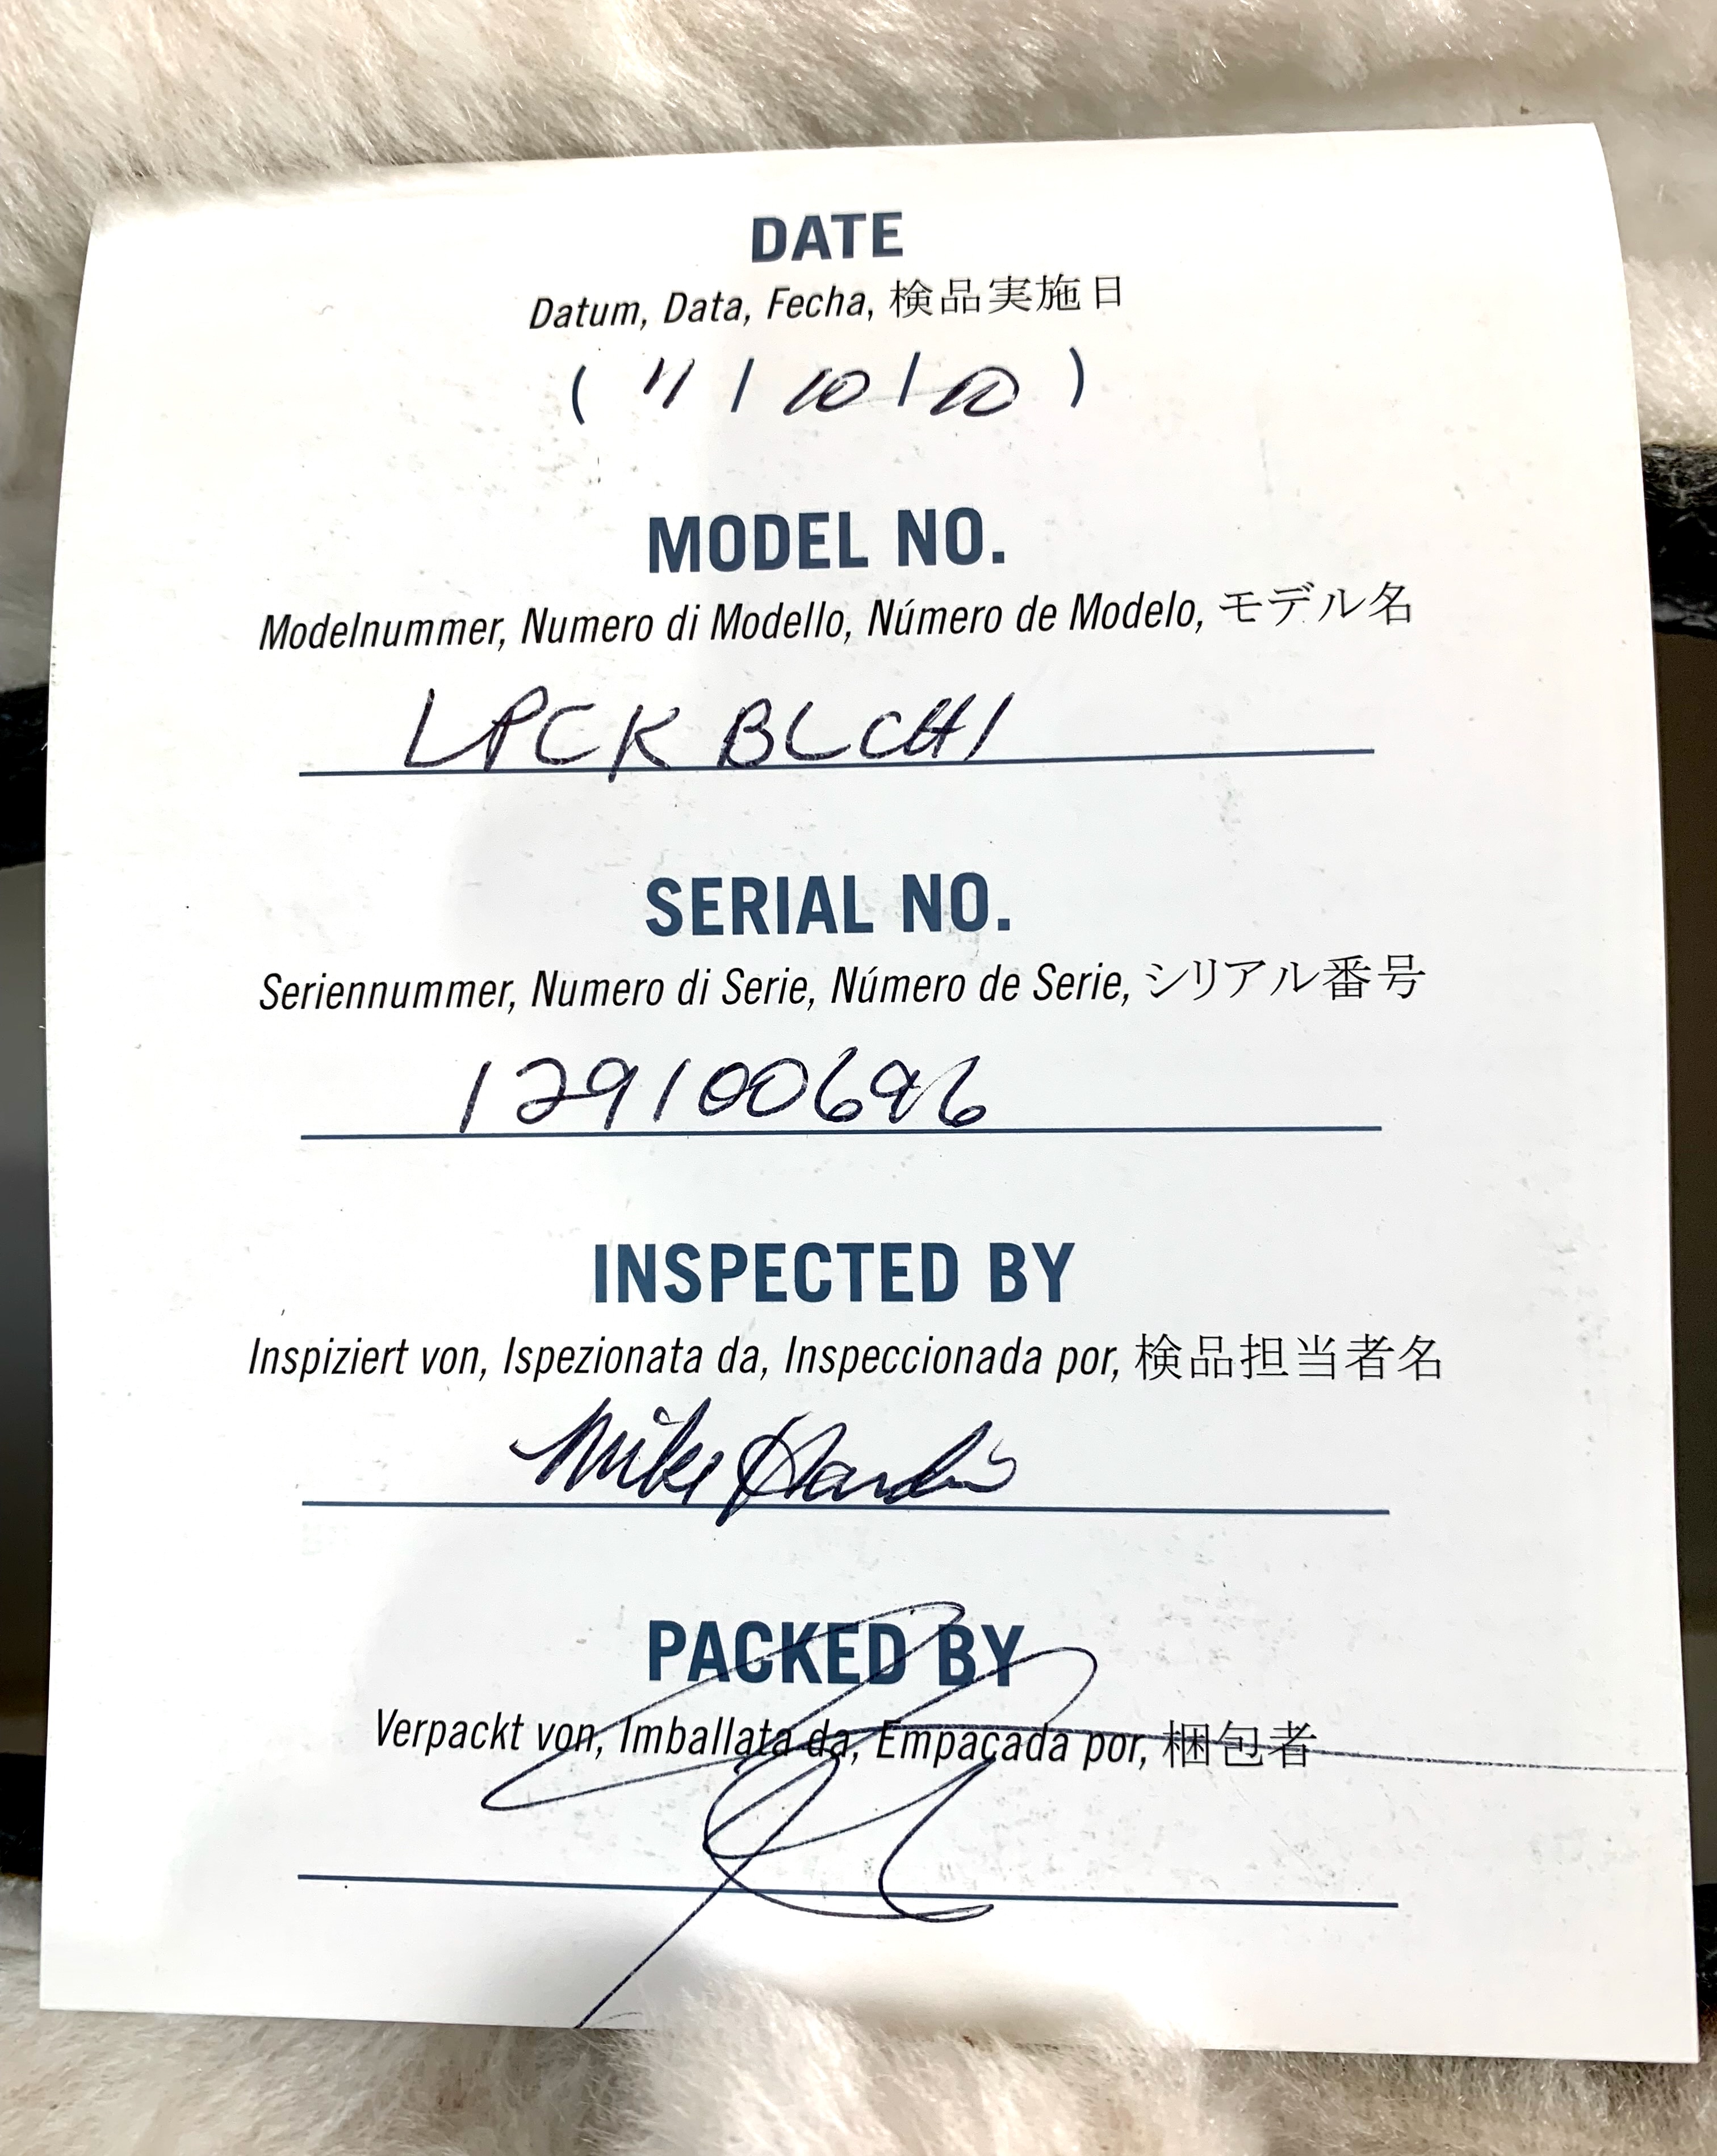 DATE
Datum, Data, Fecha, 検品実施日
( 11 / 10 / 10 )
MODEL NO.
Modelnummer, Numero di Modello, Número de Modelo, モデル名
LPCK BLCH1
SERIAL NO.
Seriennummer, Numero di Serie, Número de Serie, シリアル番号
129100696
INSPECTED BY
Inspiziert von, Ispezionata da, Inspeccionada por, 検品担当者名
Mike
PACKED BY
Verpackt von, Imballata da, Empacada por, 梱包者